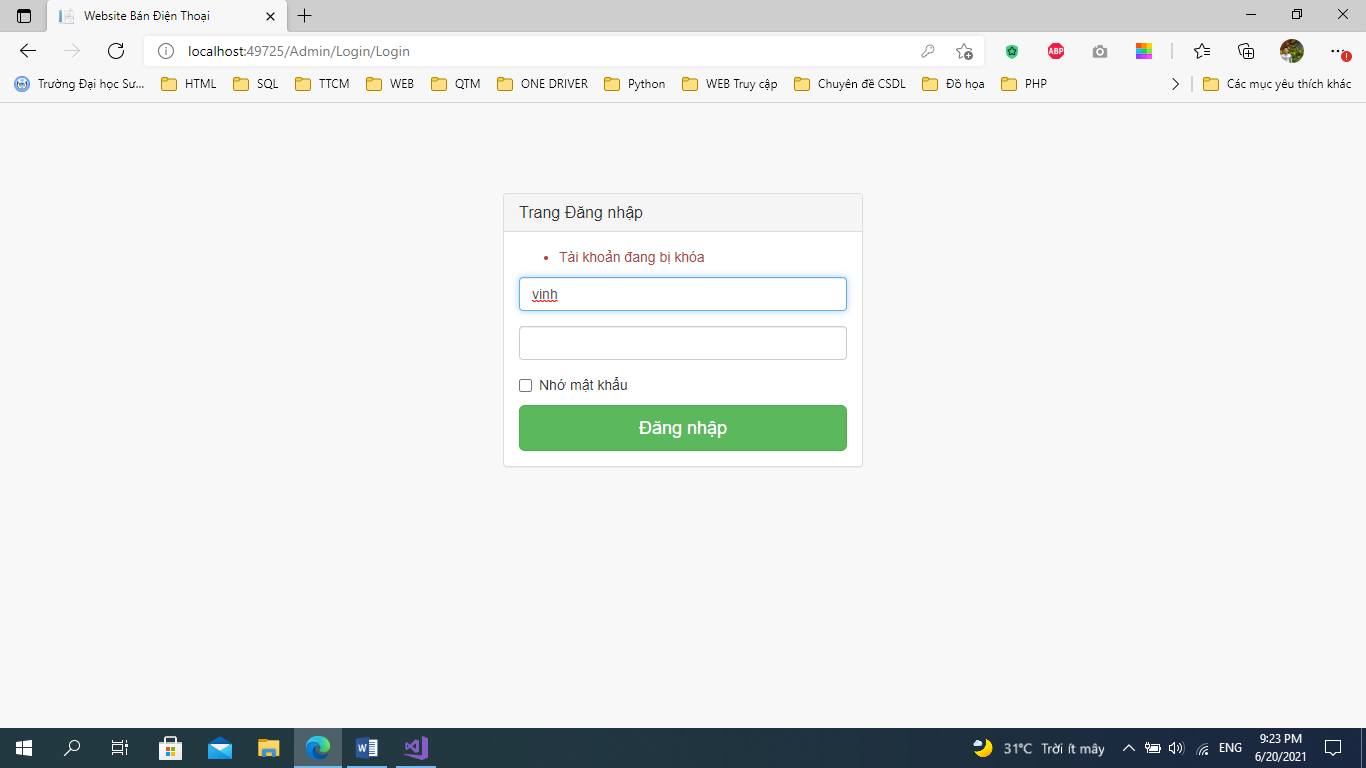 Website Bán Điện Thoại
localhost:49725/Admin/Login/Login
ABP
Trường Đại học Sư...
HTML
SQL
TTCM
WEB
QTM
ONE DRIVER
Python
WEB Truy cập
Chuyên đề CSDL
Đồ họa
PHP
Các mục yêu thích khác
Trang Đăng nhập
Tài khoản đang bị khóa
vinh
Nhớ mật khẩu
Đăng nhập
31°C Trời ít mây
ENG
9:23 PM
6/20/2021